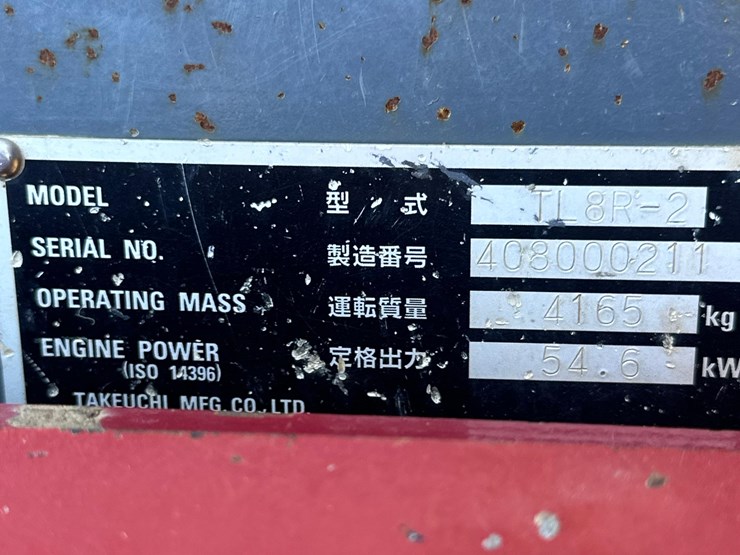 MODEL 型式 TL8R-2
SERIAL NO. 製造番号 408000211
OPERATING MASS 運転質量 4165 kg
ENGINE POWER 定格出力 54.6 kW
(ISO 14396)
TAKEUCHI MFG.CO.,LTD